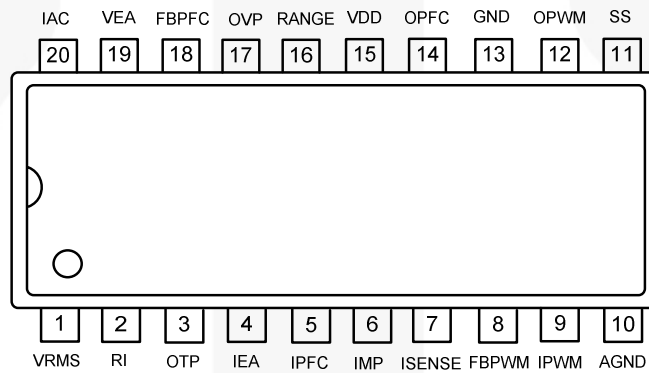 IAC VEA FBPFC OVP RANGE VDD OPFC GND OPWM SS
20 19 18 17 16 15 14 13 12 11
1 2 3 4 5 6 7 8 9 10
VRMS RI OTP IEA IPFC IMP ISENSE FBPWM IPWM AGND